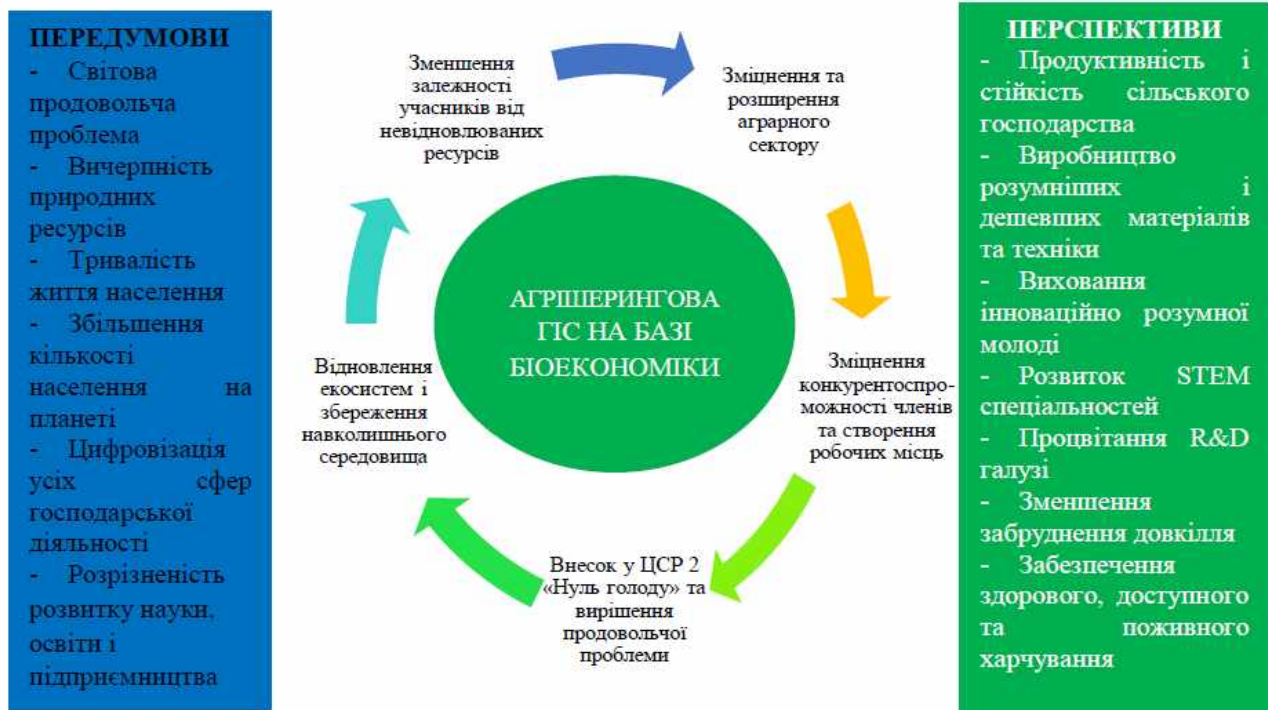 ПЕРЕДУМОВИ
- Світова
продовольча
проблема
- Вичерпність
природних
ресурсів
- Тривалість
життя населення
- Збільшення
кількості
населення на
планеті
- Цифровізація
усіх сфер
господарської
діяльності
- Розрізненість
розвитку науки,
освіти і
підприємництва
Зменшення
залежності
учасників від
невідновлюваних
ресурсів
Зміцнення та
розширення
аграрного
сектору
Зміцнення
конкурентоспро-
можності членів
та створення
робочих місць
Внесок у ЦСР 2
«Нуль голоду» та
вирішення
продовольчої
проблеми
Відновлення
екосистем і
збереження
навколишнього
середовища
АГРІШЕРИНГОВА
ГІС НА БАЗІ
БІОЕКОНОМІКИ
ПЕРСПЕКТИВИ
- Продуктивність і
стійкість сільського
господарства
- Виробництво
розумніших і
дешевших матеріалів
та техніки
- Виховання
інноваційно розумної
молоді
- Розвиток STEM
спеціальностей
- Процвітання R&D
галузі
- Зменшення
забруднення довкілля
- Забезпечення
здорового, доступного
та поживного
харчування